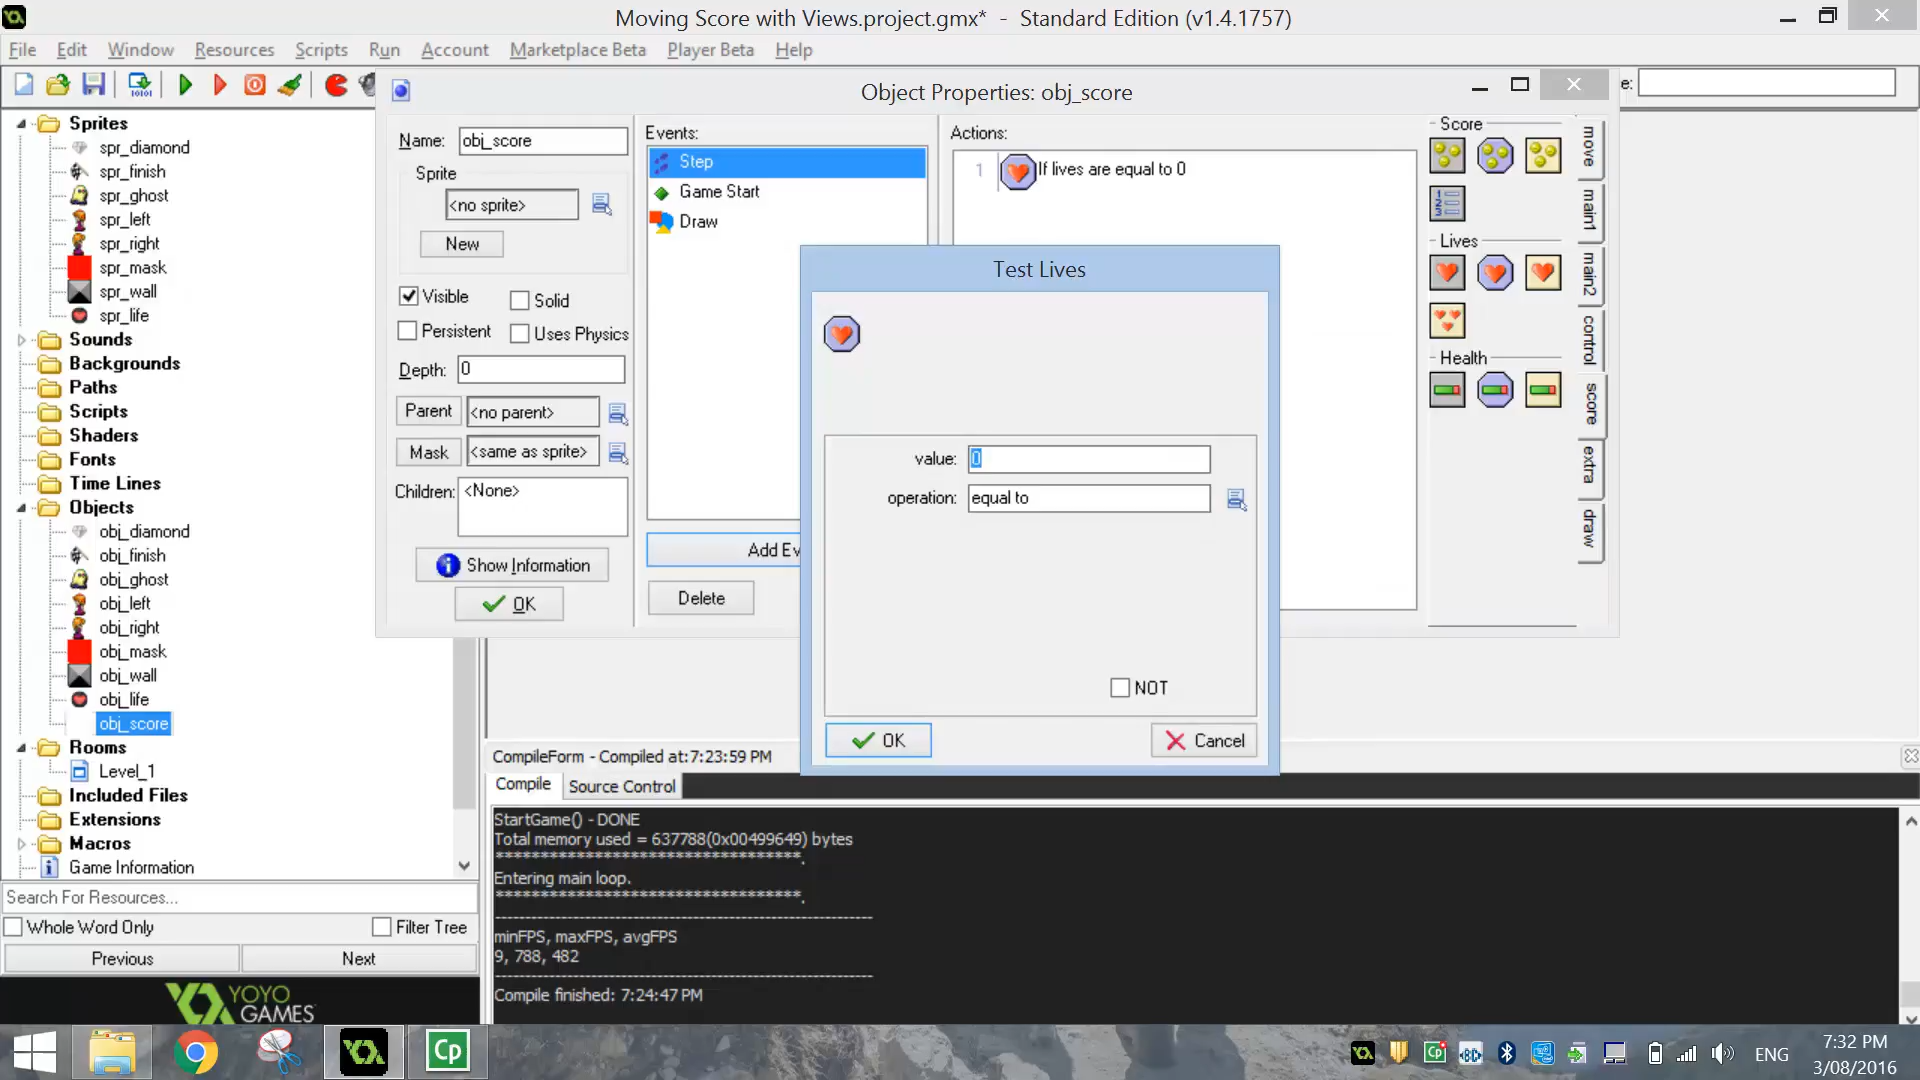 Moving Score with Views.project.gmx* - Standard Edition (v1.4.1757)
File Edit Window Resources Scripts Run Account Marketplace Beta Player Beta Help
e:
Object Properties: obj_score
Name: obj_score
Sprite
<no sprite>
New
Visible
Solid
Persistent
Uses Physics
Depth: 0
Parent <no parent>
Mask <same as sprite>
Children: <None>
Show Information
OK
Events:
Step
Game Start
Draw
Add Ev
Delete
Actions:
1 If lives are equal to 0
Score
Lives
Health
move
main1
main2
control
score
extra
draw
Test Lives
value: 0
operation: equal to
NOT
OK
Cancel
Sprites
spr_diamond
spr_finish
spr_ghost
spr_left
spr_right
spr_mask
spr_wall
spr_life
Sounds
Backgrounds
Paths
Scripts
Shaders
Fonts
Time Lines
Objects
obj_diamond
obj_finish
obj_ghost
obj_left
obj_right
obj_mask
obj_wall
obj_life
obj_score
Rooms
Level_1
Included Files
Extensions
Macros
Game Information
Search For Resources...
Whole Word Only
Filter Tree
Previous
Next
YOYO
GAMES
CompileForm - Compiled at:7:23:59 PM
Compile
Source Control
StartGame() - DONE
Total memory used = 637788(0x00499649) bytes
***********************************.
Entering main loop.
***********************************.
minFPS, maxFPS, avgFPS
9, 788, 482
Compile finished: 7:24:47 PM
Cp
ENG
7:32 PM
3/08/2016